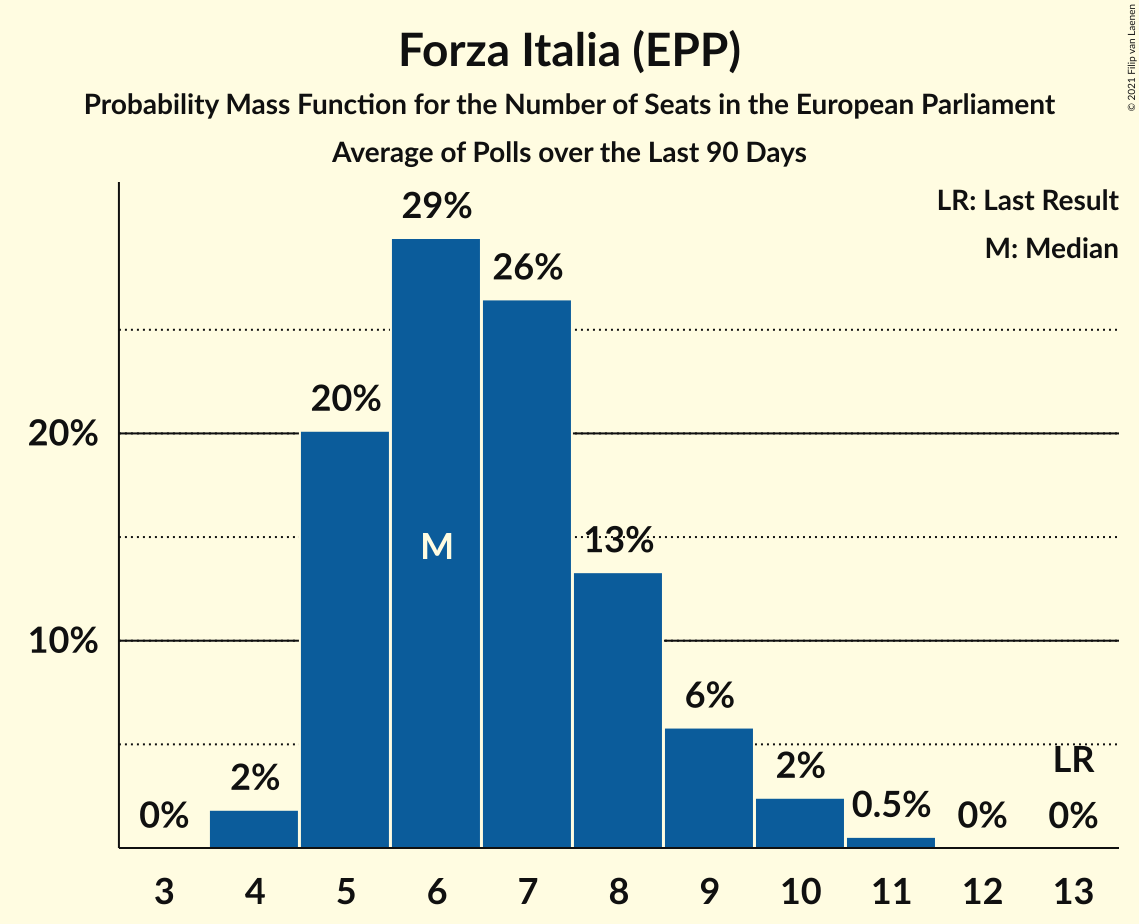 Forza Italia (EPP)
Probability Mass Function for the Number of Seats in the European Parliament
Average of Polls over the Last 90 Days
© 2021 Filip van Laenen
LR: Last Result
M: Median
29%
26%
20%
20%
M
13%
10%
6%
2%
2%
LR
0%
0.5%
0%
0%
3 4 5 6 7 8 9 10 11 12 13